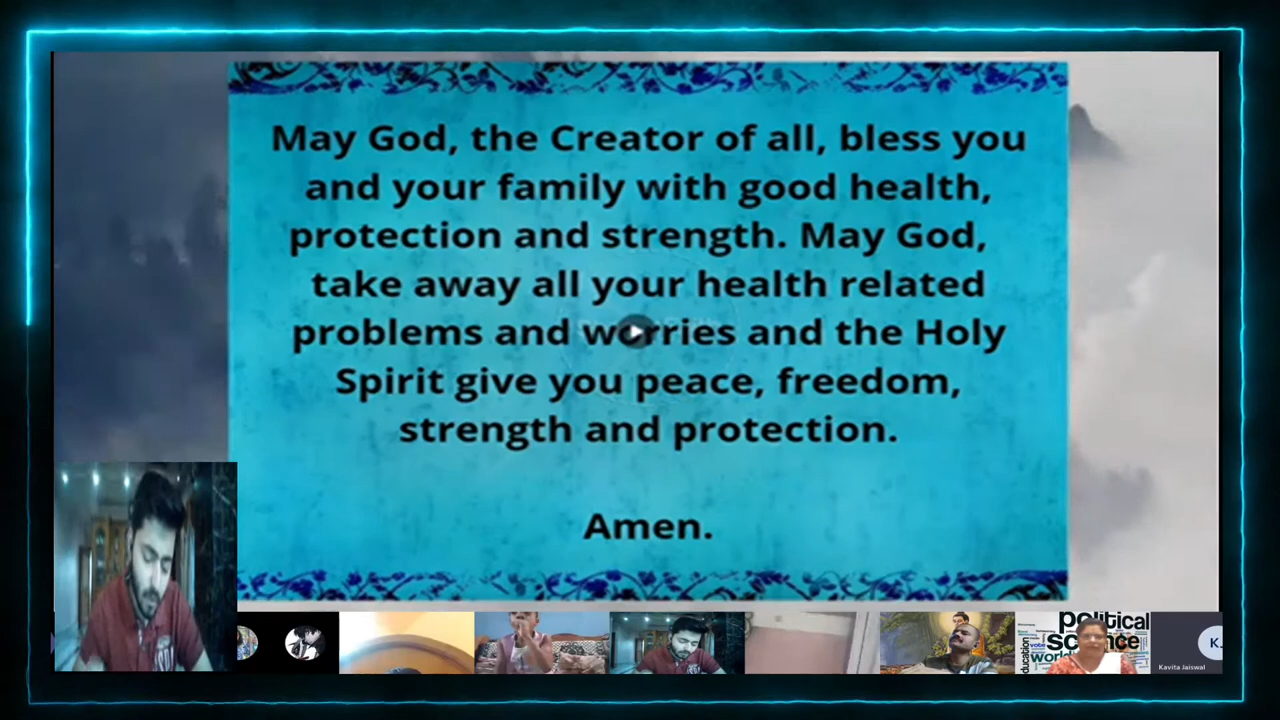 May God, the Creator of all, bless you
and your family with good health,
protection and strength. May God,
take away all your health related
problems and worries and the Holy
Spirit give you peace, freedom,
strength and protection.
Amen.
political
science
world
vote
K
Kavita Jaiswal